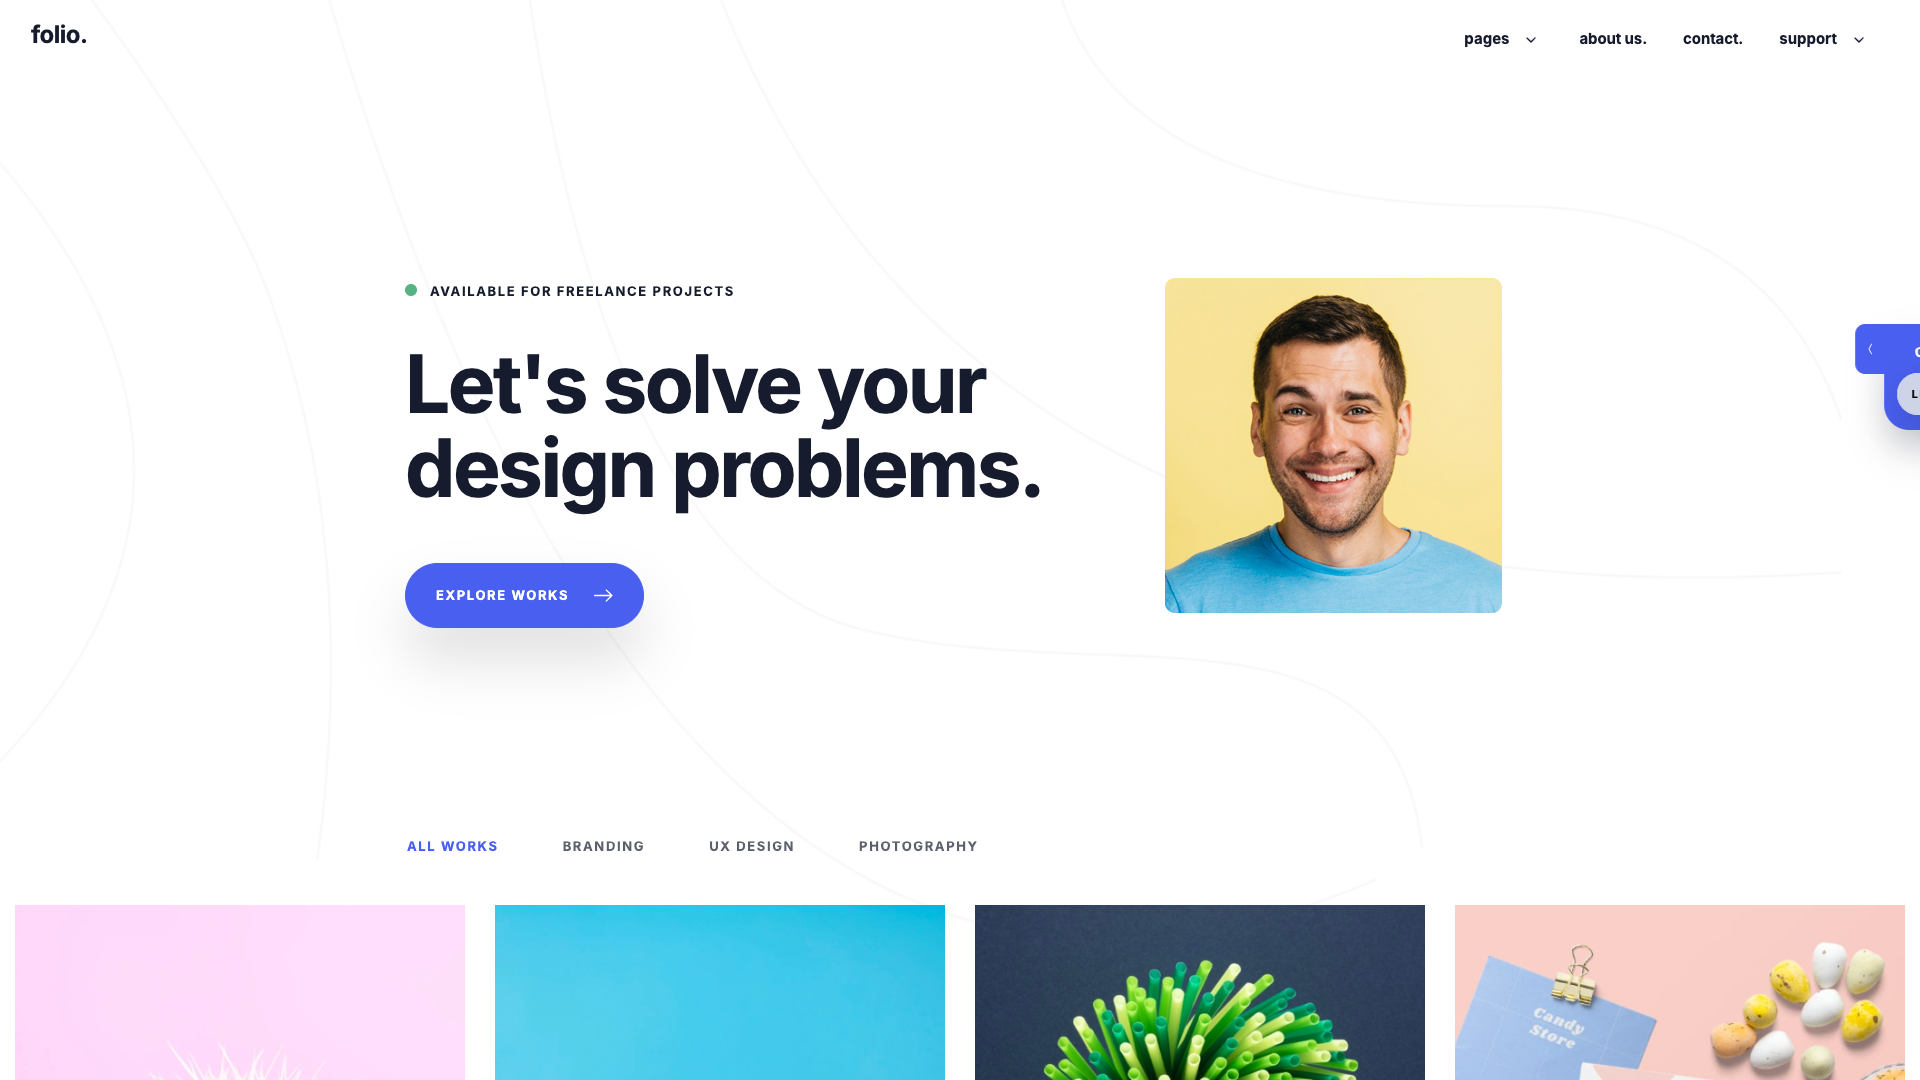 folio.
pages
about us.
contact.
support
AVAILABLE FOR FREELANCE PROJECTS
Let's solve your
design problems.
EXPLORE WORKS
ALL WORKS
BRANDING
UX DESIGN
PHOTOGRAPHY
Candy
Store